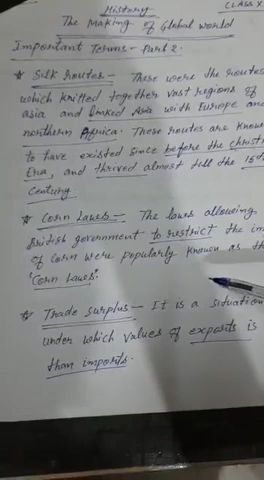 History
CLASS X
The Making of Global world
Important Terms - Part 2.
* Silk routes - These were the routes
which knitted together vast regions of
asia and linked Asia with Europe and
northern Africa. These routes are know
to have existed since before the christ
Era, and thrived almost till the 15th
century.
* Corn Laws - The laws allowing
British government to restrict the im
of Corn were popularly known as th
"Corn Laws".
* Trade surplus - It is a situation
under which values of exports is
than imports.